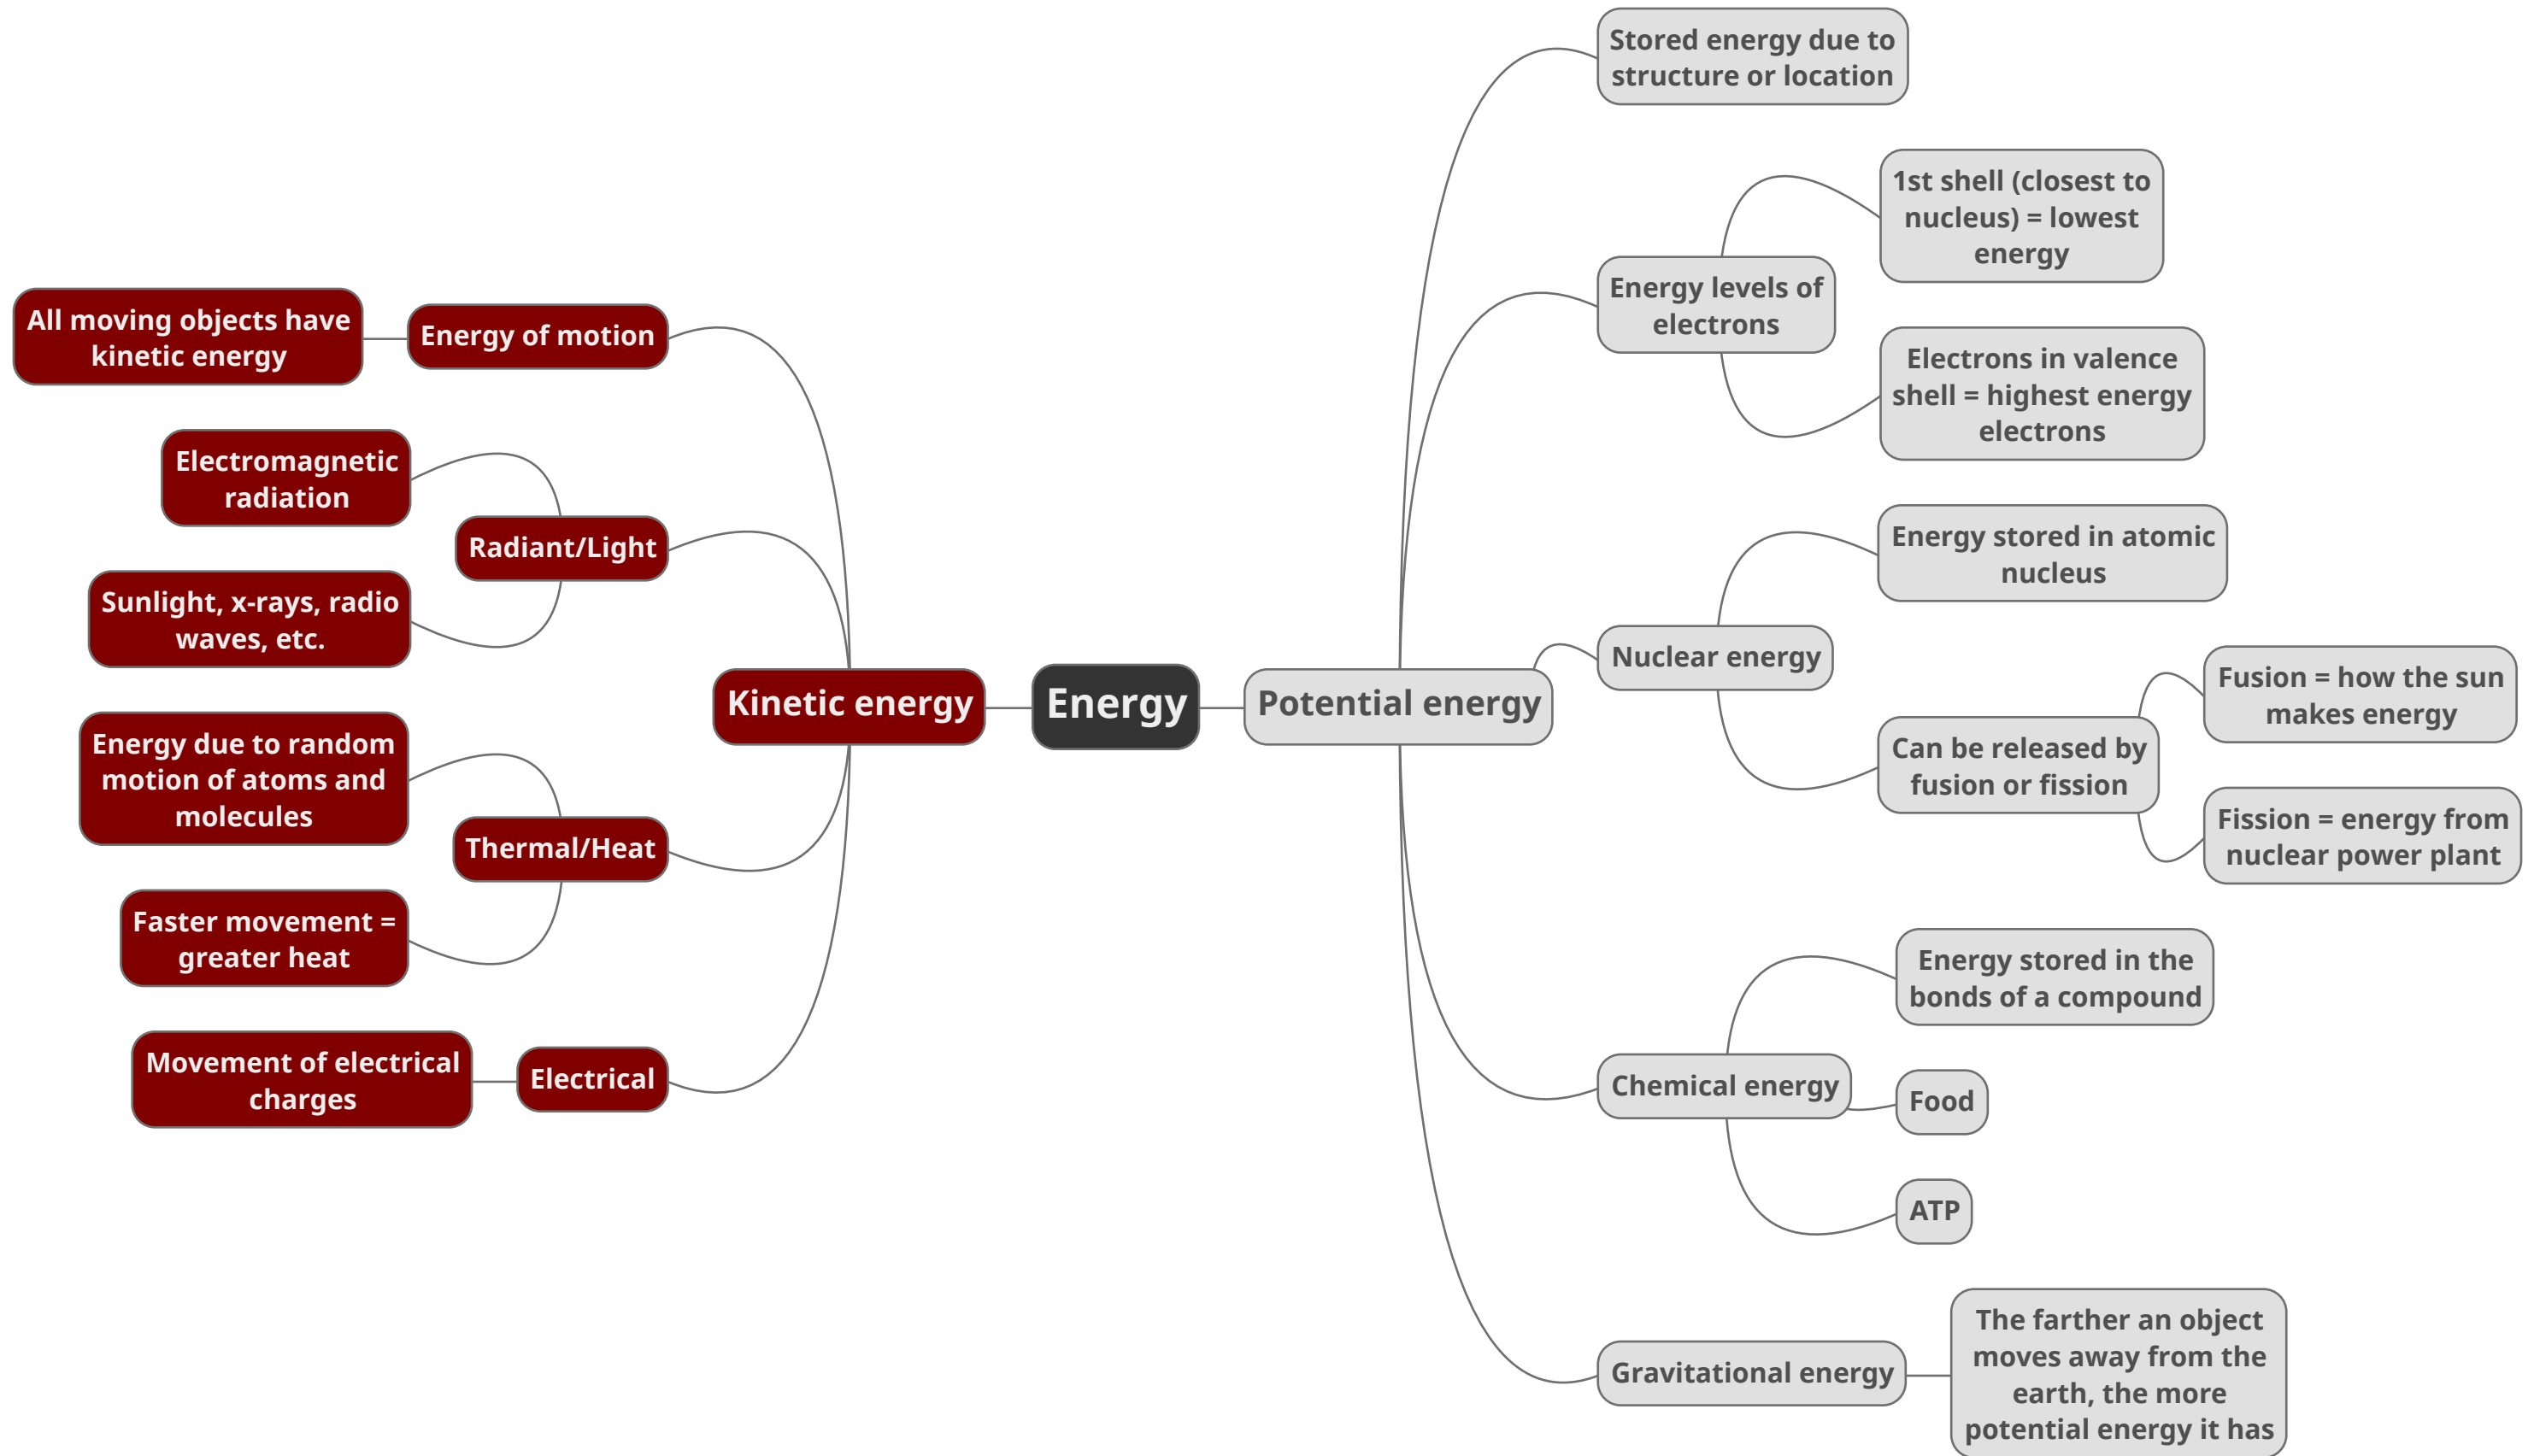 Energy
Kinetic energy
Energy of motion
All moving objects have
kinetic energy
Radiant/Light
Electromagnetic
radiation
Sunlight, x-rays, radio
waves, etc.
Thermal/Heat
Energy due to random
motion of atoms and
molecules
Faster movement =
greater heat
Electrical
Movement of electrical
charges
Potential energy
Stored energy due to
structure or location
Energy levels of
electrons
1st shell (closest to
nucleus) = lowest
energy
Electrons in valence
shell = highest energy
electrons
Nuclear energy
Energy stored in atomic
nucleus
Can be released by
fusion or fission
Fusion = how the sun
makes energy
Fission = energy from
nuclear power plant
Chemical energy
Energy stored in the
bonds of a compound
Food
ATP
Gravitational energy
The farther an object
moves away from the
earth, the more
potential energy it has